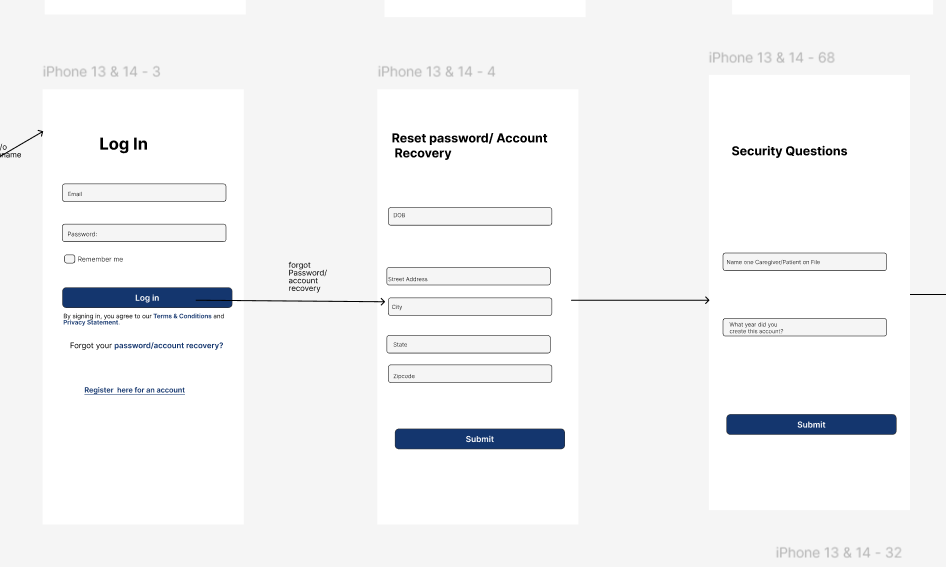 iPhone 13 & 14 - 3
/o
name
Log In
Email
Password:
Remember me
Log in
By signing in, you agree to our Terms & Conditions and
Privacy Statement.
Forgot your password/account recovery?
Register here for an account
forgot
Password/
account
recovery
iPhone 13 & 14 - 4
Reset password/ Account
Recovery
DOB
Street Address
City
State
Zipcode
Submit
iPhone 13 & 14 - 68
Security Questions
Name one Caregiver/Patient on File
What year did you
create this account?
Submit
iPhone 13 & 14 - 32